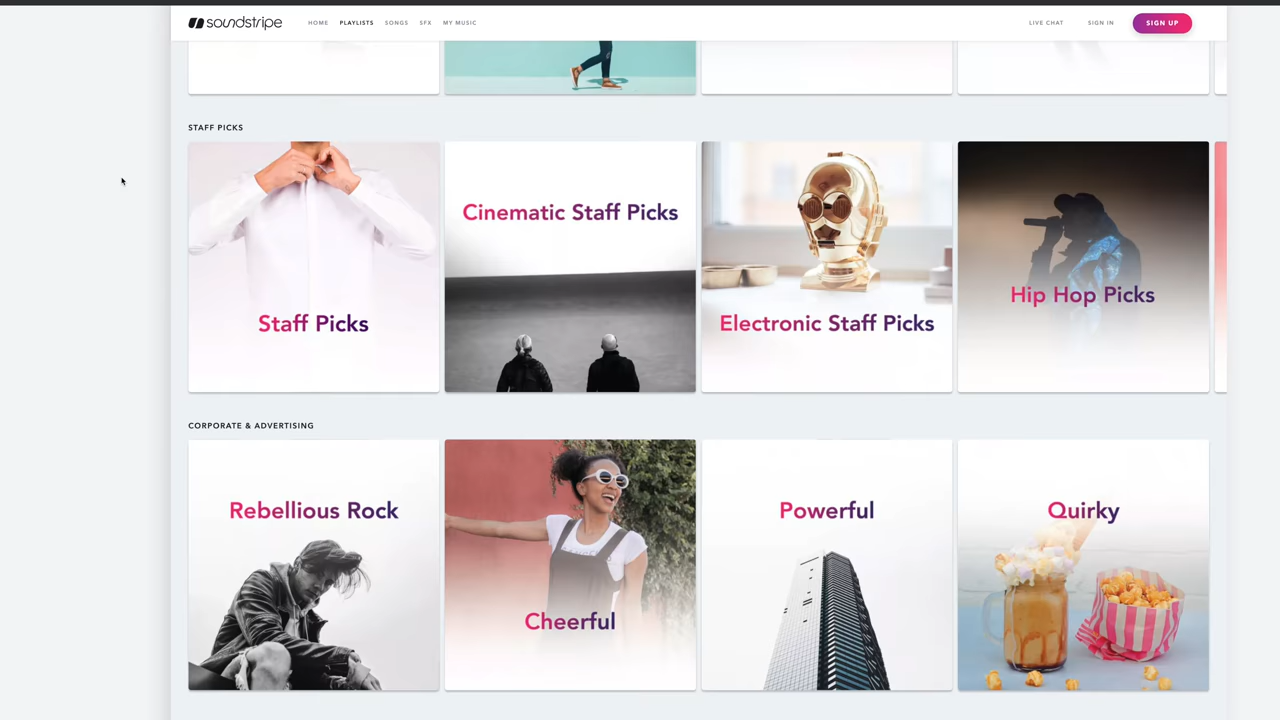 soundstripe
HOME PLAYLISTS SONGS SFX MY MUSIC
LIVE CHAT SIGN IN SIGN UP
STAFF PICKS
Staff Picks
Cinematic Staff Picks
Electronic Staff Picks
Hip Hop Picks
CORPORATE & ADVERTISING
Rebellious Rock
Cheerful
Powerful
Quirky